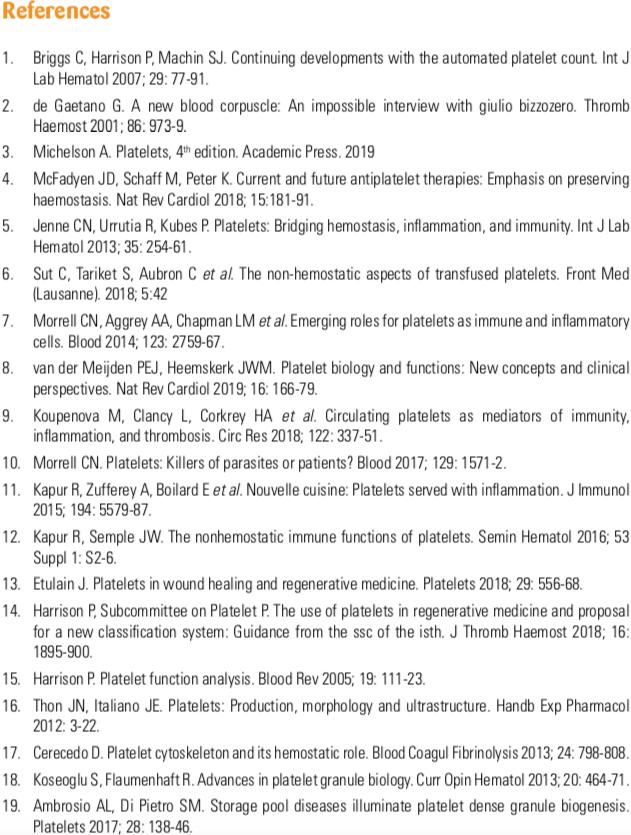 References
1. Briggs C, Harrison P, Machin SJ. Continuing developments with the automated platelet count. Int J
Lab Hematol 2007; 29: 77-91.
2. de Gaetano G. A new blood corpuscle: An impossible interview with giulio bizzozero. Thromb
Haemost 2001; 86: 973-9.
3. Michelson A. Platelets, 4th edition. Academic Press. 2019
4. McFadyen JD, Schaff M, Peter K. Current and future antiplatelet therapies: Emphasis on preserving
haemostasis. Nat Rev Cardiol 2018; 15:181-91.
5. Jenne CN, Urrutia R, Kubes P. Platelets: Bridging hemostasis, inflammation, and immunity. Int J Lab
Hematol 2013; 35: 254-61.
6. Sut C, Tariket S, Aubron C et al. The non-hemostatic aspects of transfused platelets. Front Med
(Lausanne). 2018; 5:42
7. Morrell CN, Aggrey AA, Chapman LM et al. Emerging roles for platelets as immune and inflammatory
cells. Blood 2014; 123: 2759-67.
8. van der Meijden PEJ, Heemskerk JWM. Platelet biology and functions: New concepts and clinical
perspectives. Nat Rev Cardiol 2019; 16: 166-79.
9. Koupenova M, Clancy L, Corkrey HA et al. Circulating platelets as mediators of immunity,
inflammation, and thrombosis. Circ Res 2018; 122: 337-51.
10. Morrell CN. Platelets: Killers of parasites or patients? Blood 2017; 129: 1571-2.
11. Kapur R, Zufferey A, Boilard E et al. Nouvelle cuisine: Platelets served with inflammation. J Immunol
2015; 194: 5579-87.
12. Kapur R, Semple JW. The nonhemostatic immune functions of platelets. Semin Hematol 2016; 53
Suppl 1: S2-6.
13. Etulain J. Platelets in wound healing and regenerative medicine. Platelets 2018; 29: 556-68.
14. Harrison P, Subcommittee on Platelet P. The use of platelets in regenerative medicine and proposal
for a new classification system: Guidance from the ssc of the isth. J Thromb Haemost 2018; 16:
1895-900.
15. Harrison P. Platelet function analysis. Blood Rev 2005; 19: 111-23.
16. Thon JN, Italiano JE. Platelets: Production, morphology and ultrastructure. Handb Exp Pharmacol
2012: 3-22.
17. Cerecedo D. Platelet cytoskeleton and its hemostatic role. Blood Coagul Fibrinolysis 2013; 24: 798-808.
18. Koseoglu S, Flaumenhaft R. Advances in platelet granule biology. Curr Opin Hematol 2013; 20: 464-71.
19. Ambrosio AL, Di Pietro SM. Storage pool diseases illuminate platelet dense granule biogenesis.
Platelets 2017; 28: 138-46.